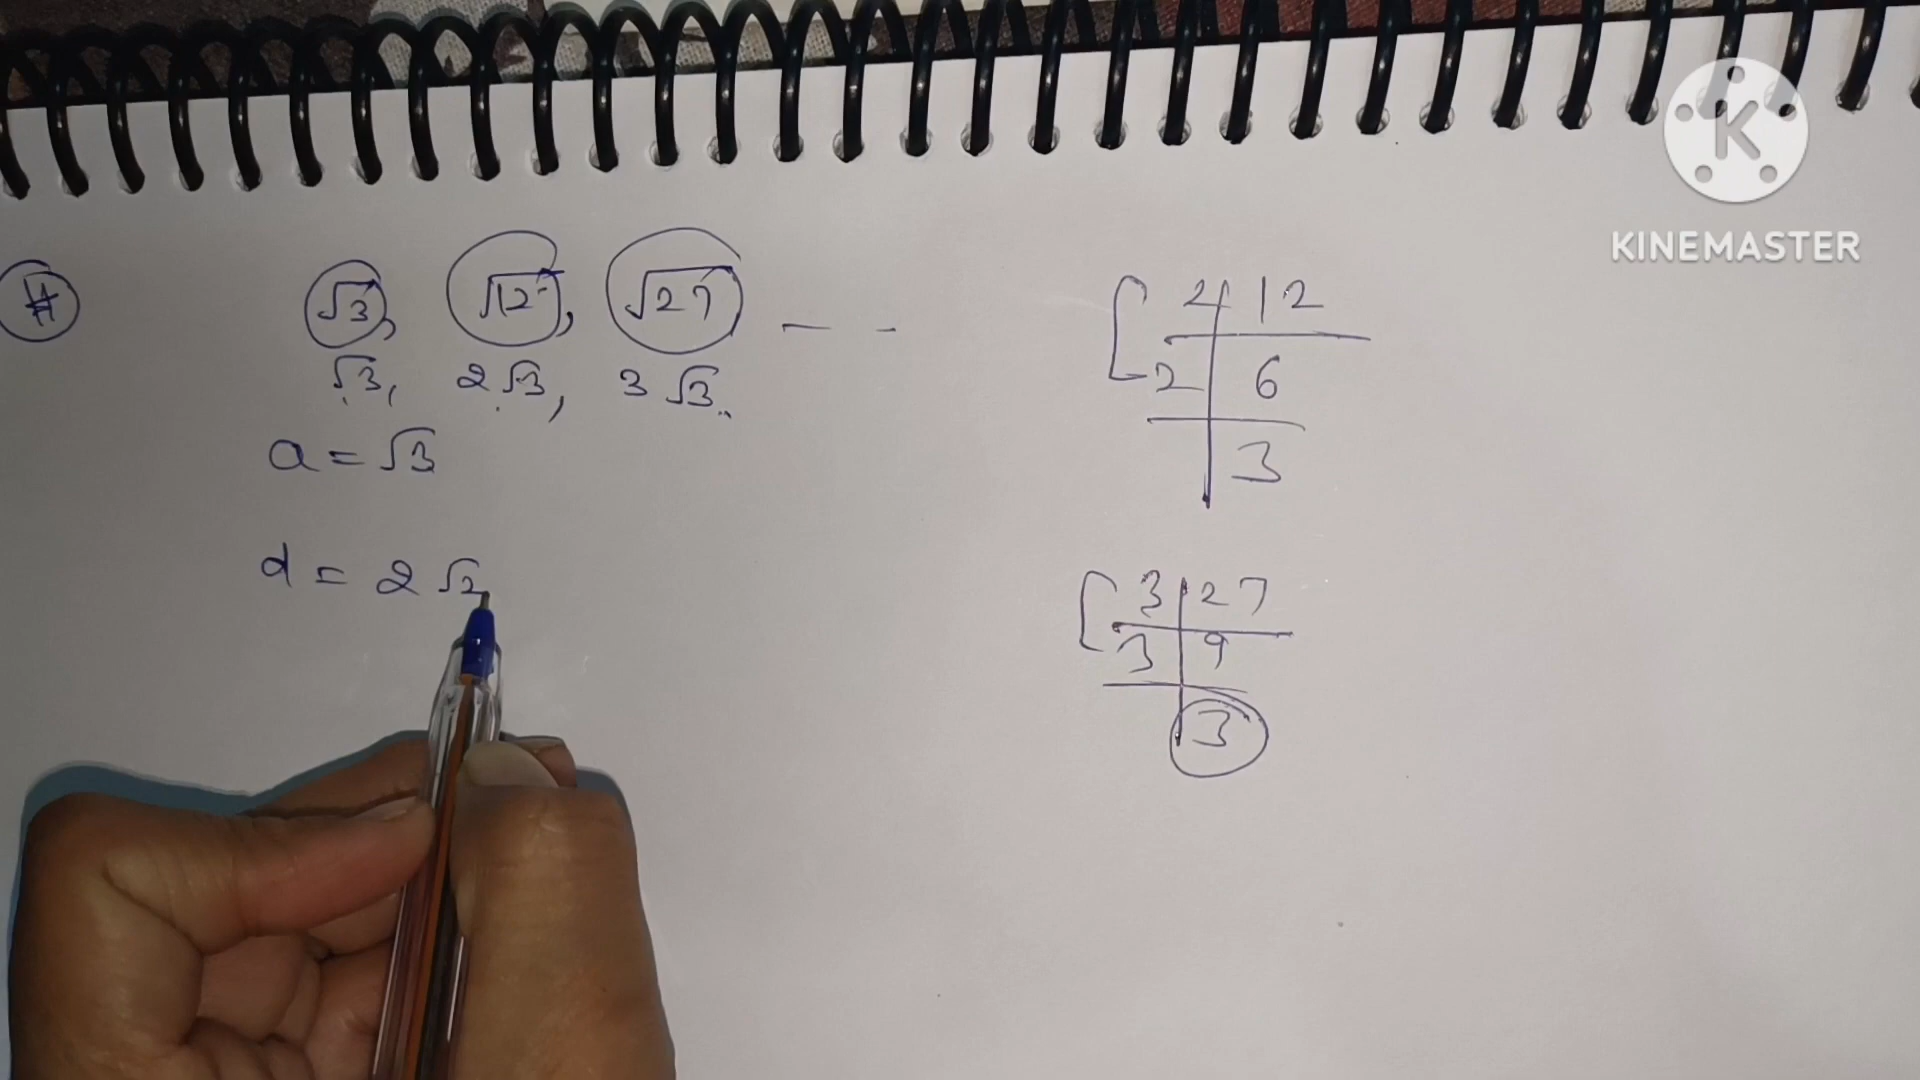 # √3, √12, √27 - -
√3, 2√3, 3√3..
a = √3
d = 2√2
2 12
2 6
3
3 27
3 9
3
K
KINEMASTER